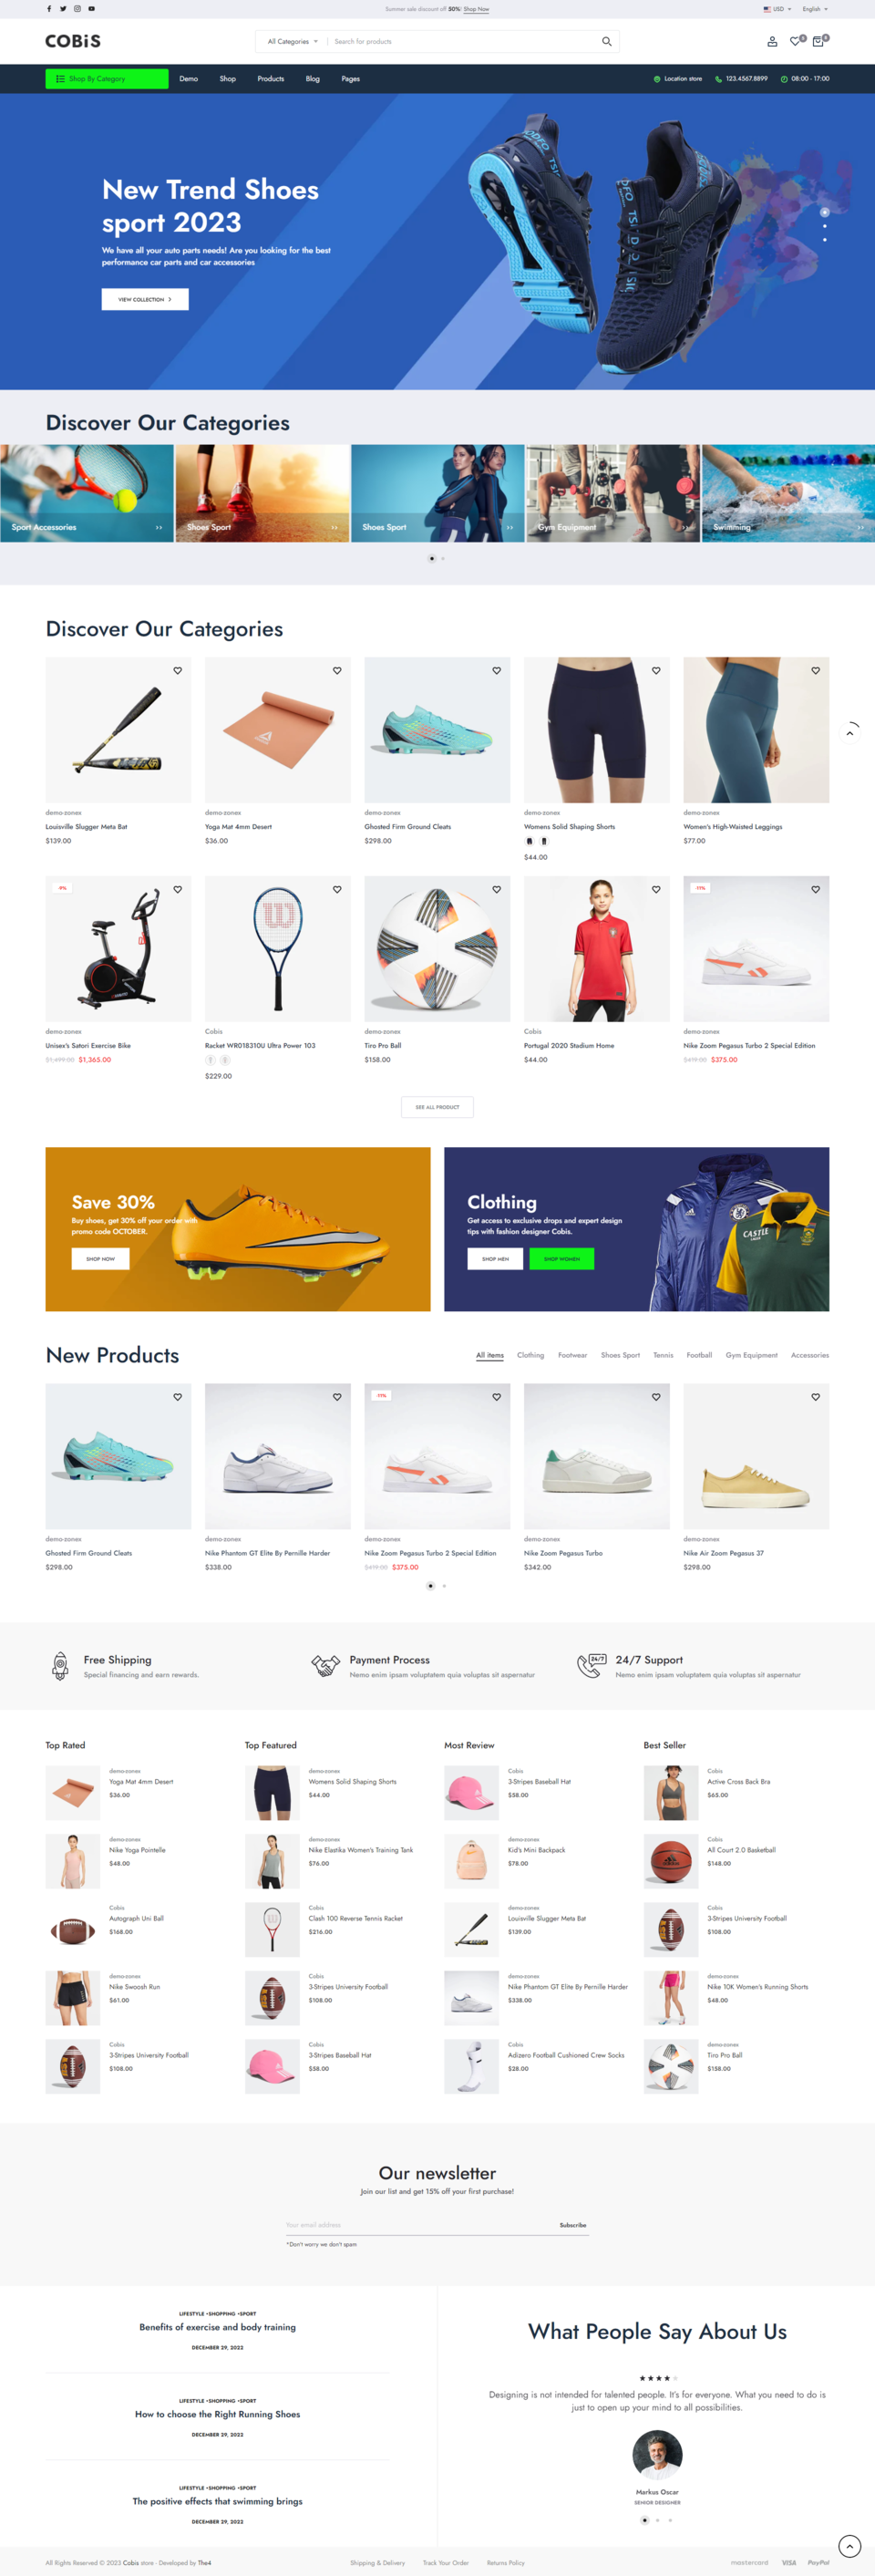 Summer sale discount off 50%! Shop Now
USD
English
COBiS
All Categories
Search for products
0
0
Shop By Category
Demo
Shop
Products
Blog
Pages
Location store
123.4567.8899
08:00 - 17:00
New Trend Shoes
sport 2023
We have all your auto parts needs! Are you looking for the best
performance car parts and car accessories
VIEW COLLECTION
Discover Our Categories
Sport Accessories
Shoes Sport
Shoes Sport
Gym Equipment
Swimming
Discover Our Categories
demo-zonex
Louisville Slugger Meta Bat
$139.00
demo-zonex
Yoga Mat 4mm Desert
$36.00
demo-zonex
Ghosted Firm Ground Cleats
$298.00
demo-zonex
Womens Solid Shaping Shorts
$44.00
demo-zonex
Women's High-Waisted Leggings
$77.00
-9%
demo-zonex
Unisex's Satori Exercise Bike
$1,499.00 $1,365.00
Cobis
Racket WR018310U Ultra Power 103
$229.00
demo-zonex
Tiro Pro Ball
$158.00
Cobis
Portugal 2020 Stadium Home
$44.00
-11%
demo-zonex
Nike Zoom Pegasus Turbo 2 Special Edition
$419.00 $375.00
SEE ALL PRODUCT
Save 30%
Buy shoes, get 30% off your order with
promo code OCTOBER.
SHOP NOW
Clothing
Get access to exclusive drops and expert design
tips with fashion designer Cobis.
SHOP MEN
SHOP WOMEN
CASTLE
New Products
All items
Clothing
Footwear
Shoes Sport
Tennis
Football
Gym Equipment
Accessories
demo-zonex
Ghosted Firm Ground Cleats
$298.00
demo-zonex
Nike Phantom GT Elite By Pernille Harder
$338.00
-11%
demo-zonex
Nike Zoom Pegasus Turbo 2 Special Edition
$419.00 $375.00
demo-zonex
Nike Zoom Pegasus Turbo
$342.00
demo-zonex
Nike Air Zoom Pegasus 37
$298.00
Free Shipping
Special financing and earn rewards.
Payment Process
Nemo enim ipsam voluptatem quia voluptas sit aspernatur
24/7
24/7 Support
Nemo enim ipsam voluptatem quia voluptas sit aspernatur
Top Rated
demo-zonex
Yoga Mat 4mm Desert
$36.00
demo-zonex
Nike Yoga Pointelle
$48.00
Cobis
Autograph Uni Ball
$168.00
demo-zonex
Nike Swoosh Run
$61.00
Cobis
3-Stripes University Football
$108.00
Top Featured
demo-zonex
Womens Solid Shaping Shorts
$44.00
demo-zonex
Nike Elastika Women's Training Tank
$76.00
Cobis
Clash 100 Reverse Tennis Racket
$216.00
Cobis
3-Stripes University Football
$108.00
Cobis
3-Stripes Baseball Hat
$58.00
Most Review
Cobis
3-Stripes Baseball Hat
$58.00
demo-zonex
Kid's Mini Backpack
$78.00
demo-zonex
Louisville Slugger Meta Bat
$139.00
demo-zonex
Nike Phantom GT Elite By Pernille Harder
$338.00
Cobis
Adizero Football Cushioned Crew Socks
$28.00
Best Seller
Cobis
Active Cross Back Bra
$65.00
Cobis
All Court 2.0 Basketball
$148.00
Cobis
3-Stripes University Football
$108.00
demo-zonex
Nike 10K Women's Running Shorts
$48.00
demo-zonex
Tiro Pro Ball
$158.00
Our newsletter
Join our list and get 15% off your first purchase!
Your email address
Subscribe
*Don't worry we don't spam
LIFESTYLE •SHOPPING •SPORT
Benefits of exercise and body training
DECEMBER 29, 2022
LIFESTYLE •SHOPPING •SPORT
How to choose the Right Running Shoes
DECEMBER 29, 2022
LIFESTYLE •SHOPPING •SPORT
The positive effects that swimming brings
DECEMBER 29, 2022
What People Say About Us
Designing is not intended for talented people. It's for everyone. What you need to do is
just to open up your mind to all possibilities.
Markus Oscar
SENIOR DESIGNER
All Rights Reserved © 2023 Cobis store - Developed by The4
Shipping & Delivery
Track Your Order
Returns Policy
mastercard
VISA
PayPal